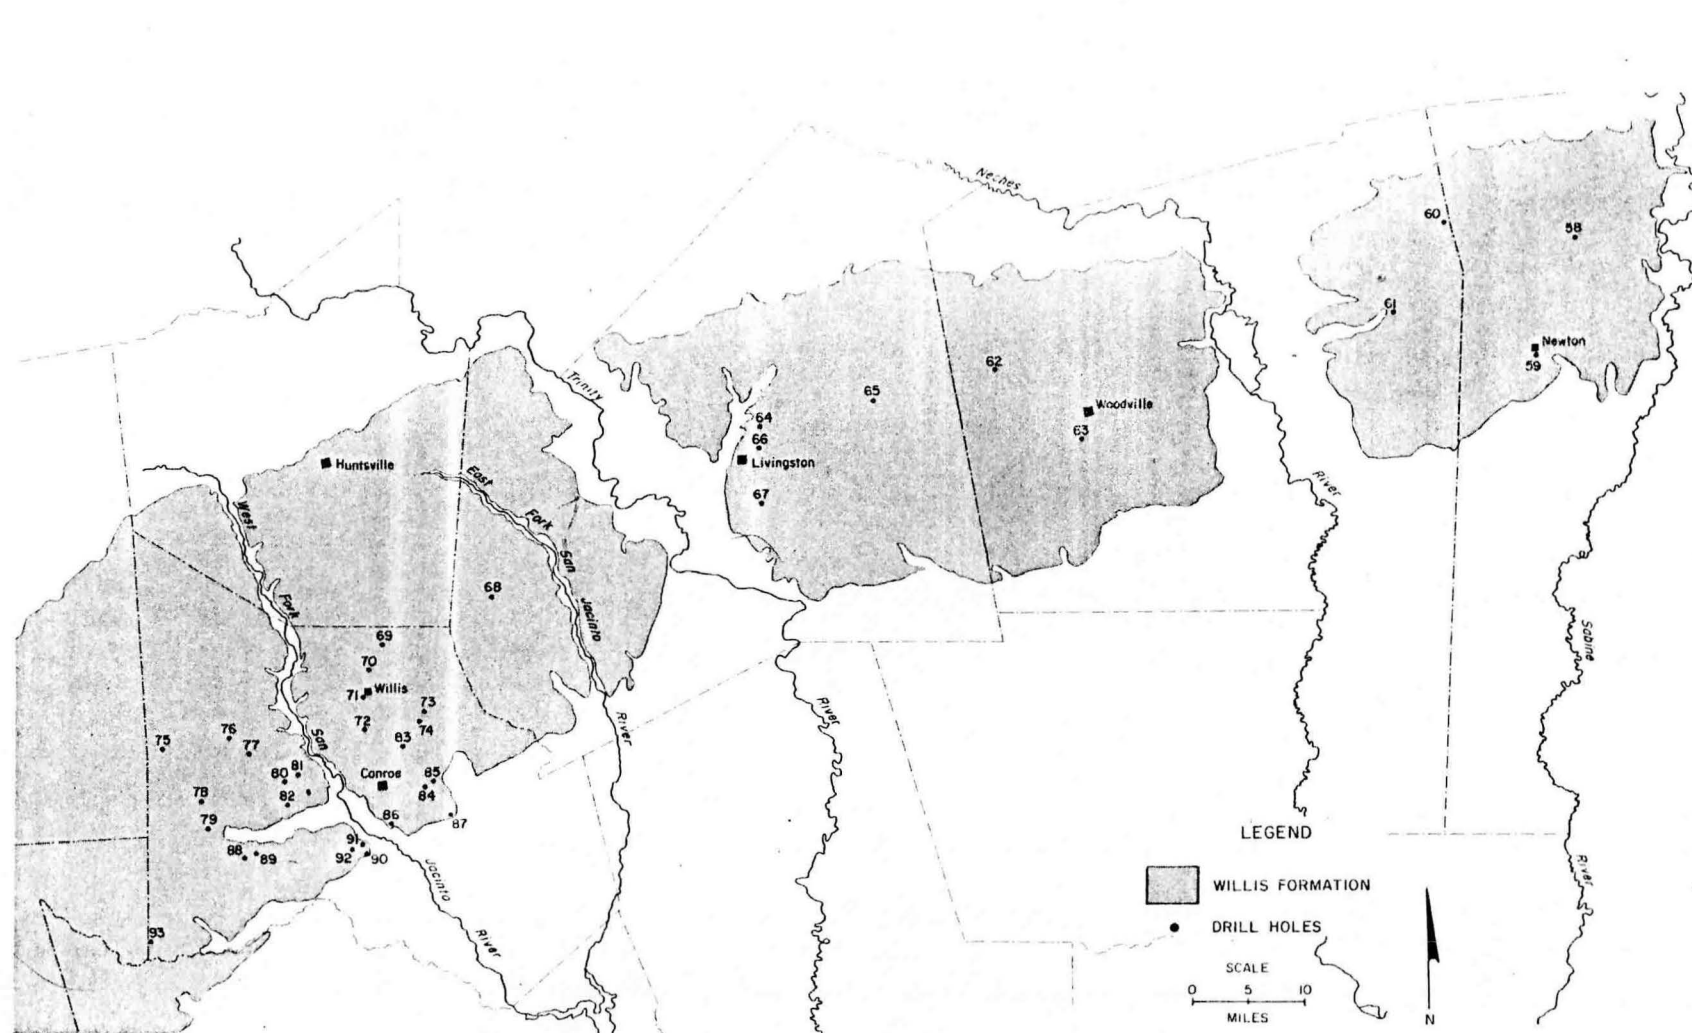 Neches
60
58
61
Newton
59
62
65
Woodville
63
64
66
Livingston
67
Trinity
Huntsville
East
Fork
San
Jacinto
River
West
Fork
San
Jacinto
River
68
69
70
71 Willis
72
73
74
83
75
76
77
80
81
82
78
79
Conroe
85
84
86
87
88
89
91
92
90
93
River
River
Sabine
River
LEGEND
WILLIS FORMATION
DRILL HOLES
SCALE
0 5 10
MILES
N